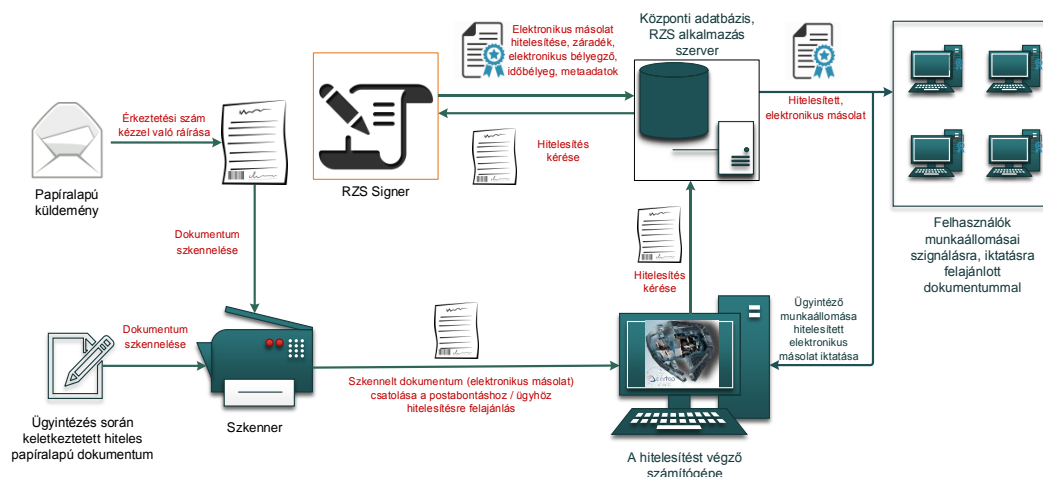 Elektronikus másolat
hitelesítése, záradék,
elektronikus bélyegző,
időbélyeg, metaadatok
Központi adatbázis,
RZS alkalmazás
szerver
Érkeztetési szám
kézzel való ráírása
Hitelesített,
elektronikus másolat
Hitelesítés
kérése
Papíralapú
küldemény
RZS Signer
Felhasználók
munkaállomásai
szignálásra, iktatásra
felajánlott
dokumentummal
Dokumentum
szkennelése
Hitelesítés
kérése
Ügyintéző
munkaállomása
hitelesített
elektronikus
másolat iktatása
Dokumentum
szkennelése
Szkennelt dokumentum (elektronikus másolat)
csatolása a postabontáshoz / ügyhöz
hitelesítésre felajánlás
Ügyintézés során
keletkeztetett hiteles
papíralapú dokumentum
Szkenner
A hitelesítést végző
számítógépe